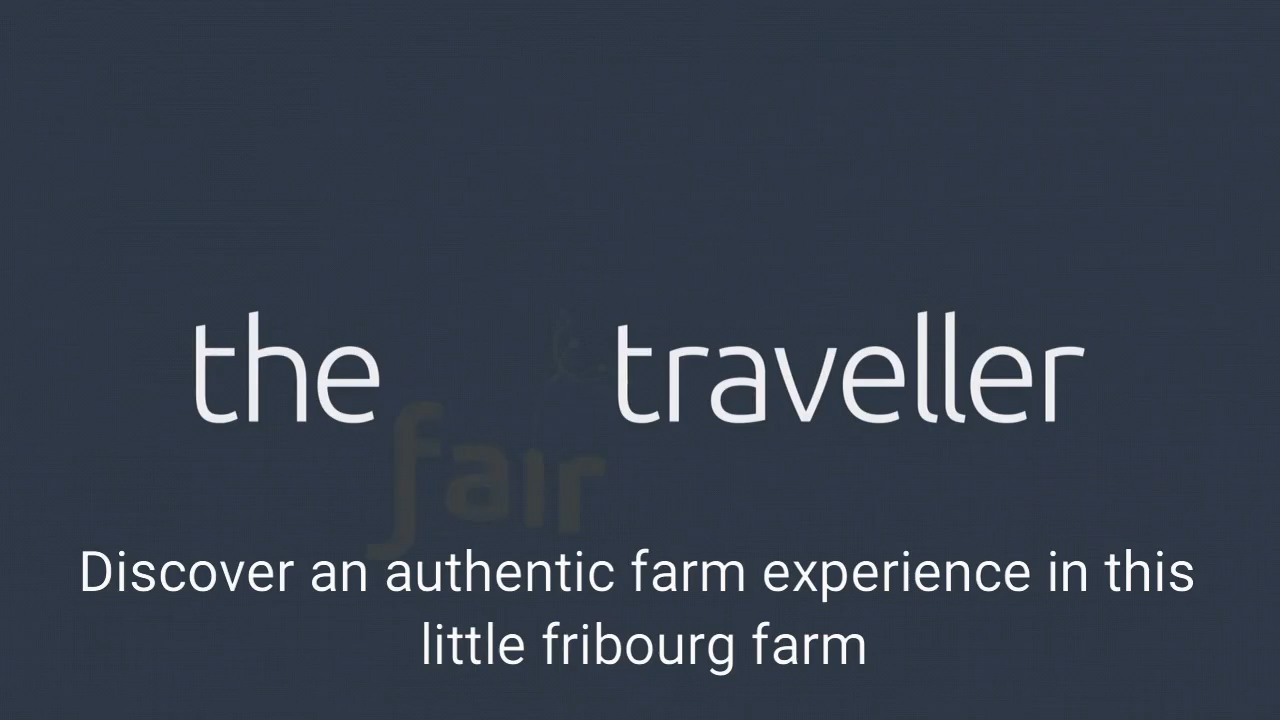 the traveller
fair
Discover an authentic farm experience in this
little fribourg farm